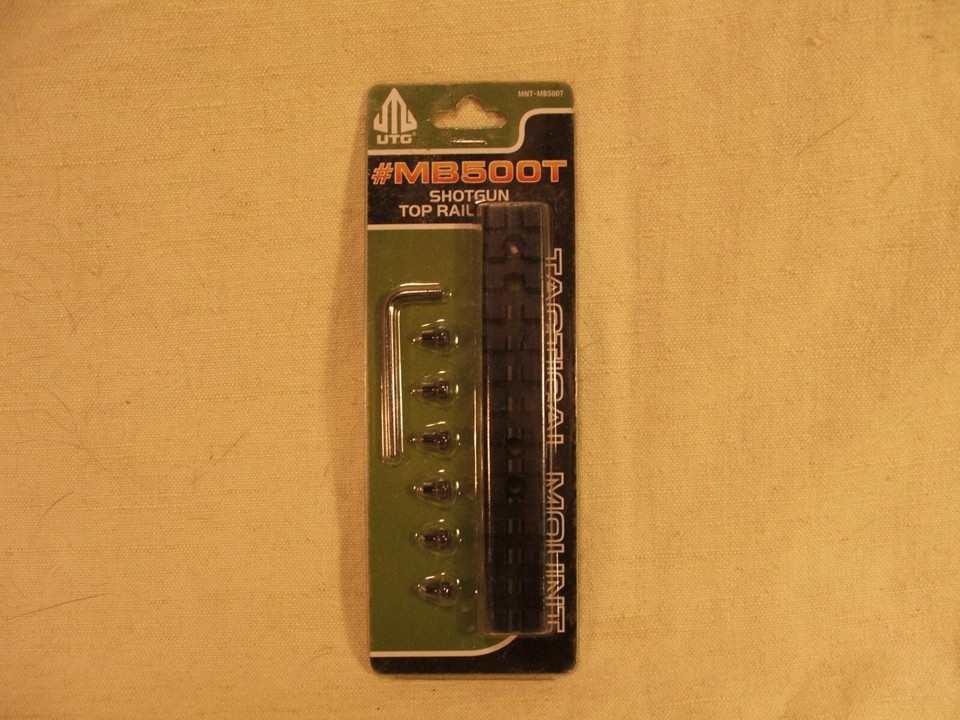 MNT-MB500T
UTG
#MB500T
SHOTGUN
TOP RAIL
TACTICAL MOUNT